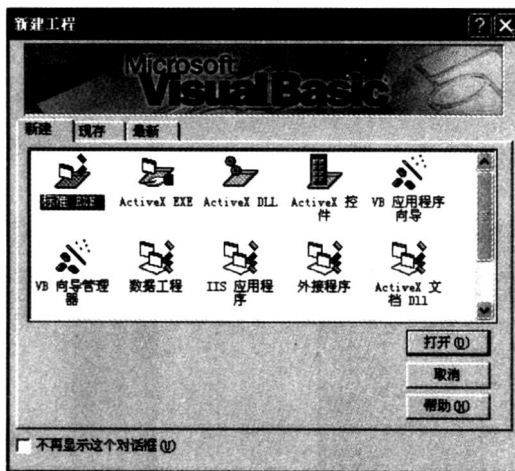 新建工程
Microsoft
Visual Basic
新建 现存 最新
标准 EXE ActiveX EXE ActiveX DLL ActiveX 控件 VB 应用程序向导
VB 向导管理器 数据工程 IIS 应用程序 外接程序 ActiveX 文档 Dll
打开(O)
取消
帮助(H)
不再显示这个对话框(U)